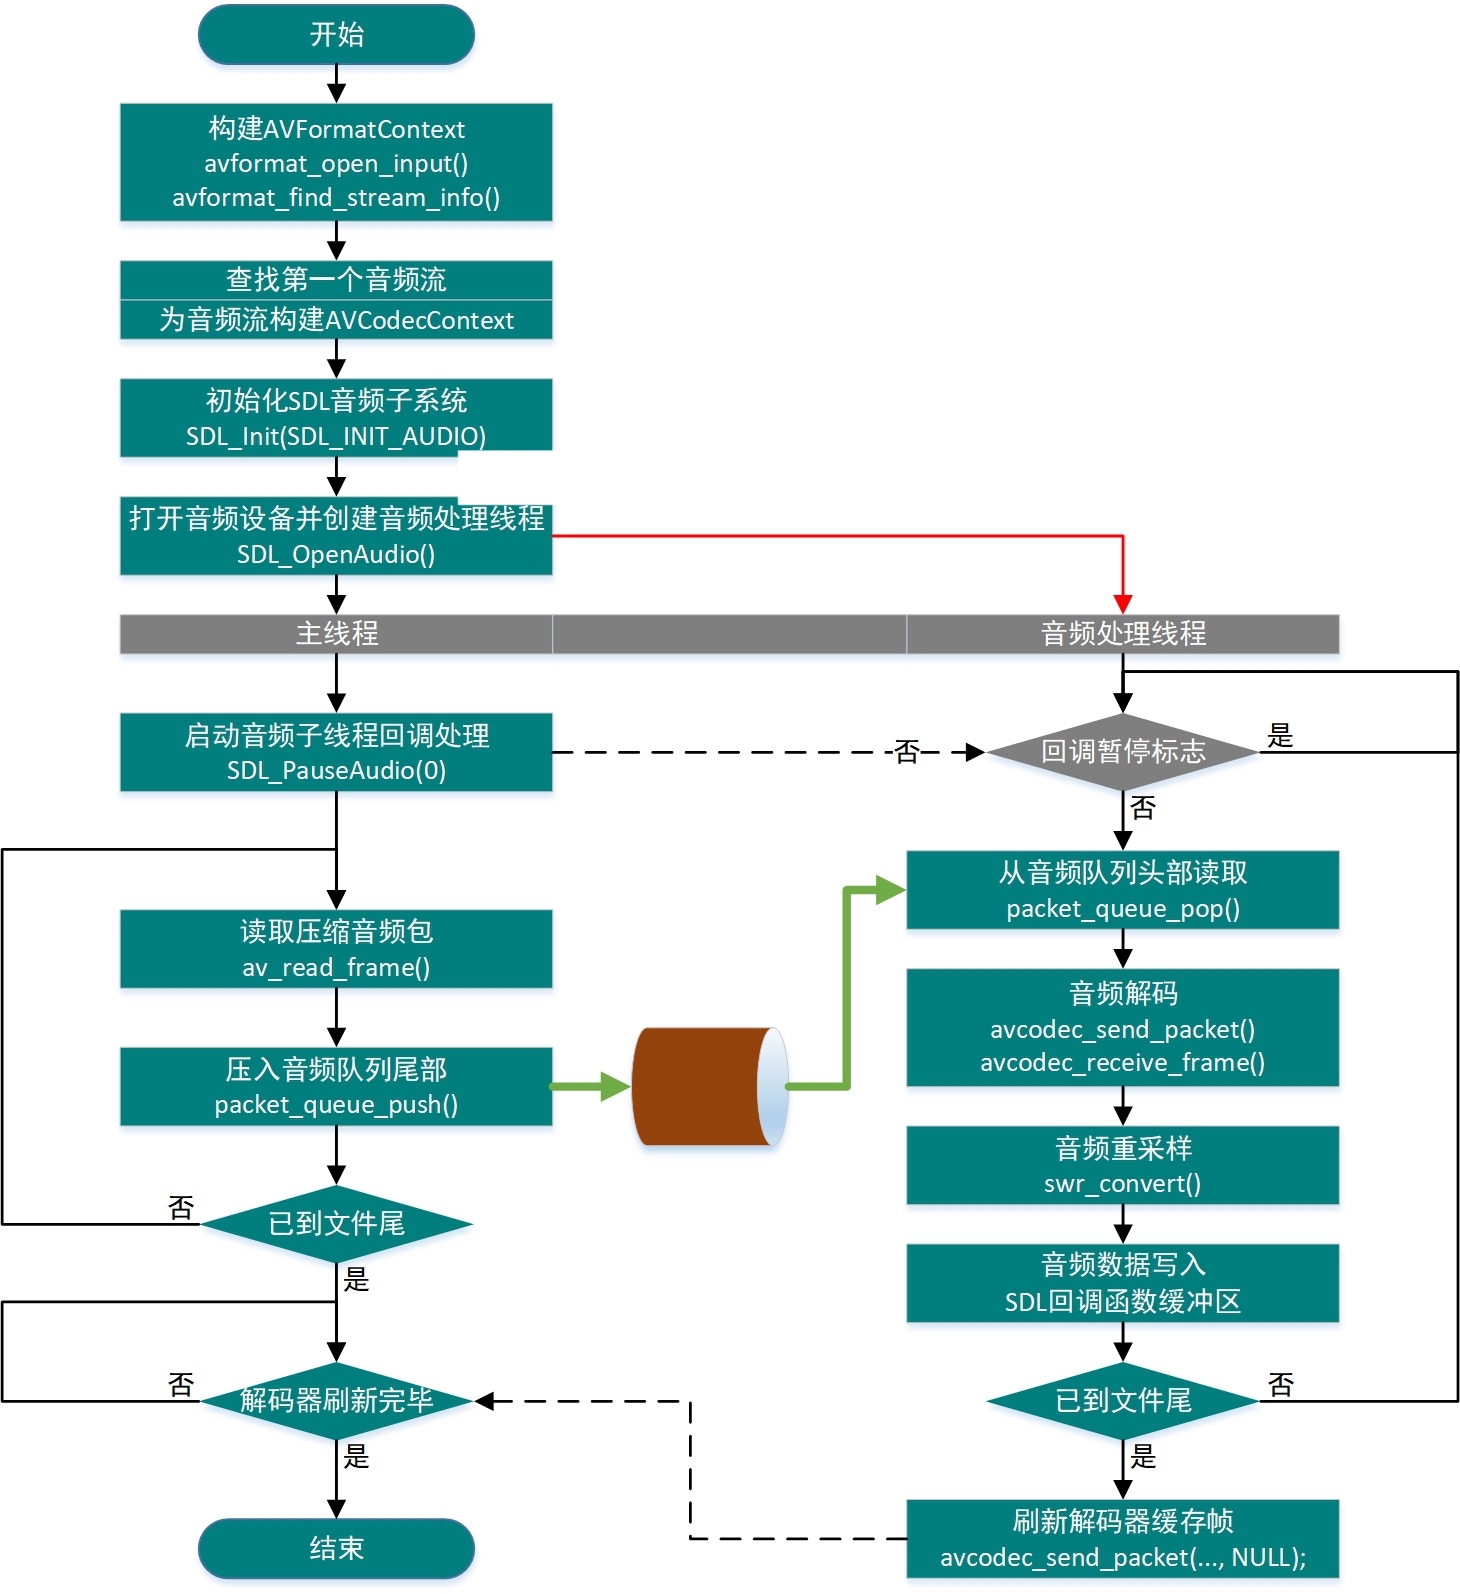 开始
构建AVFormatContext
avformat_open_input()
avformat_find_stream_info()
查找第一个音频流
为音频流构建AVCodecContext
初始化SDL音频子系统
SDL_Init(SDL_INIT_AUDIO)
打开音频设备并创建音频处理线程
SDL_OpenAudio()
主线程
音频处理线程
启动音频子线程回调处理
SDL_PauseAudio(0)
否
回调暂停标志
是
否
从音频队列头部读取
packet_queue_pop()
读取压缩音频包
av_read_frame()
音频解码
avcodec_send_packet()
avcodec_receive_frame()
压入音频队列尾部
packet_queue_push()
音频重采样
swr_convert()
否
已到文件尾
是
音频数据写入
SDL回调函数缓冲区
否
解码器刷新完毕
是
已到文件尾
否
是
结束
刷新解码器缓存帧
avcodec_send_packet(..., NULL);